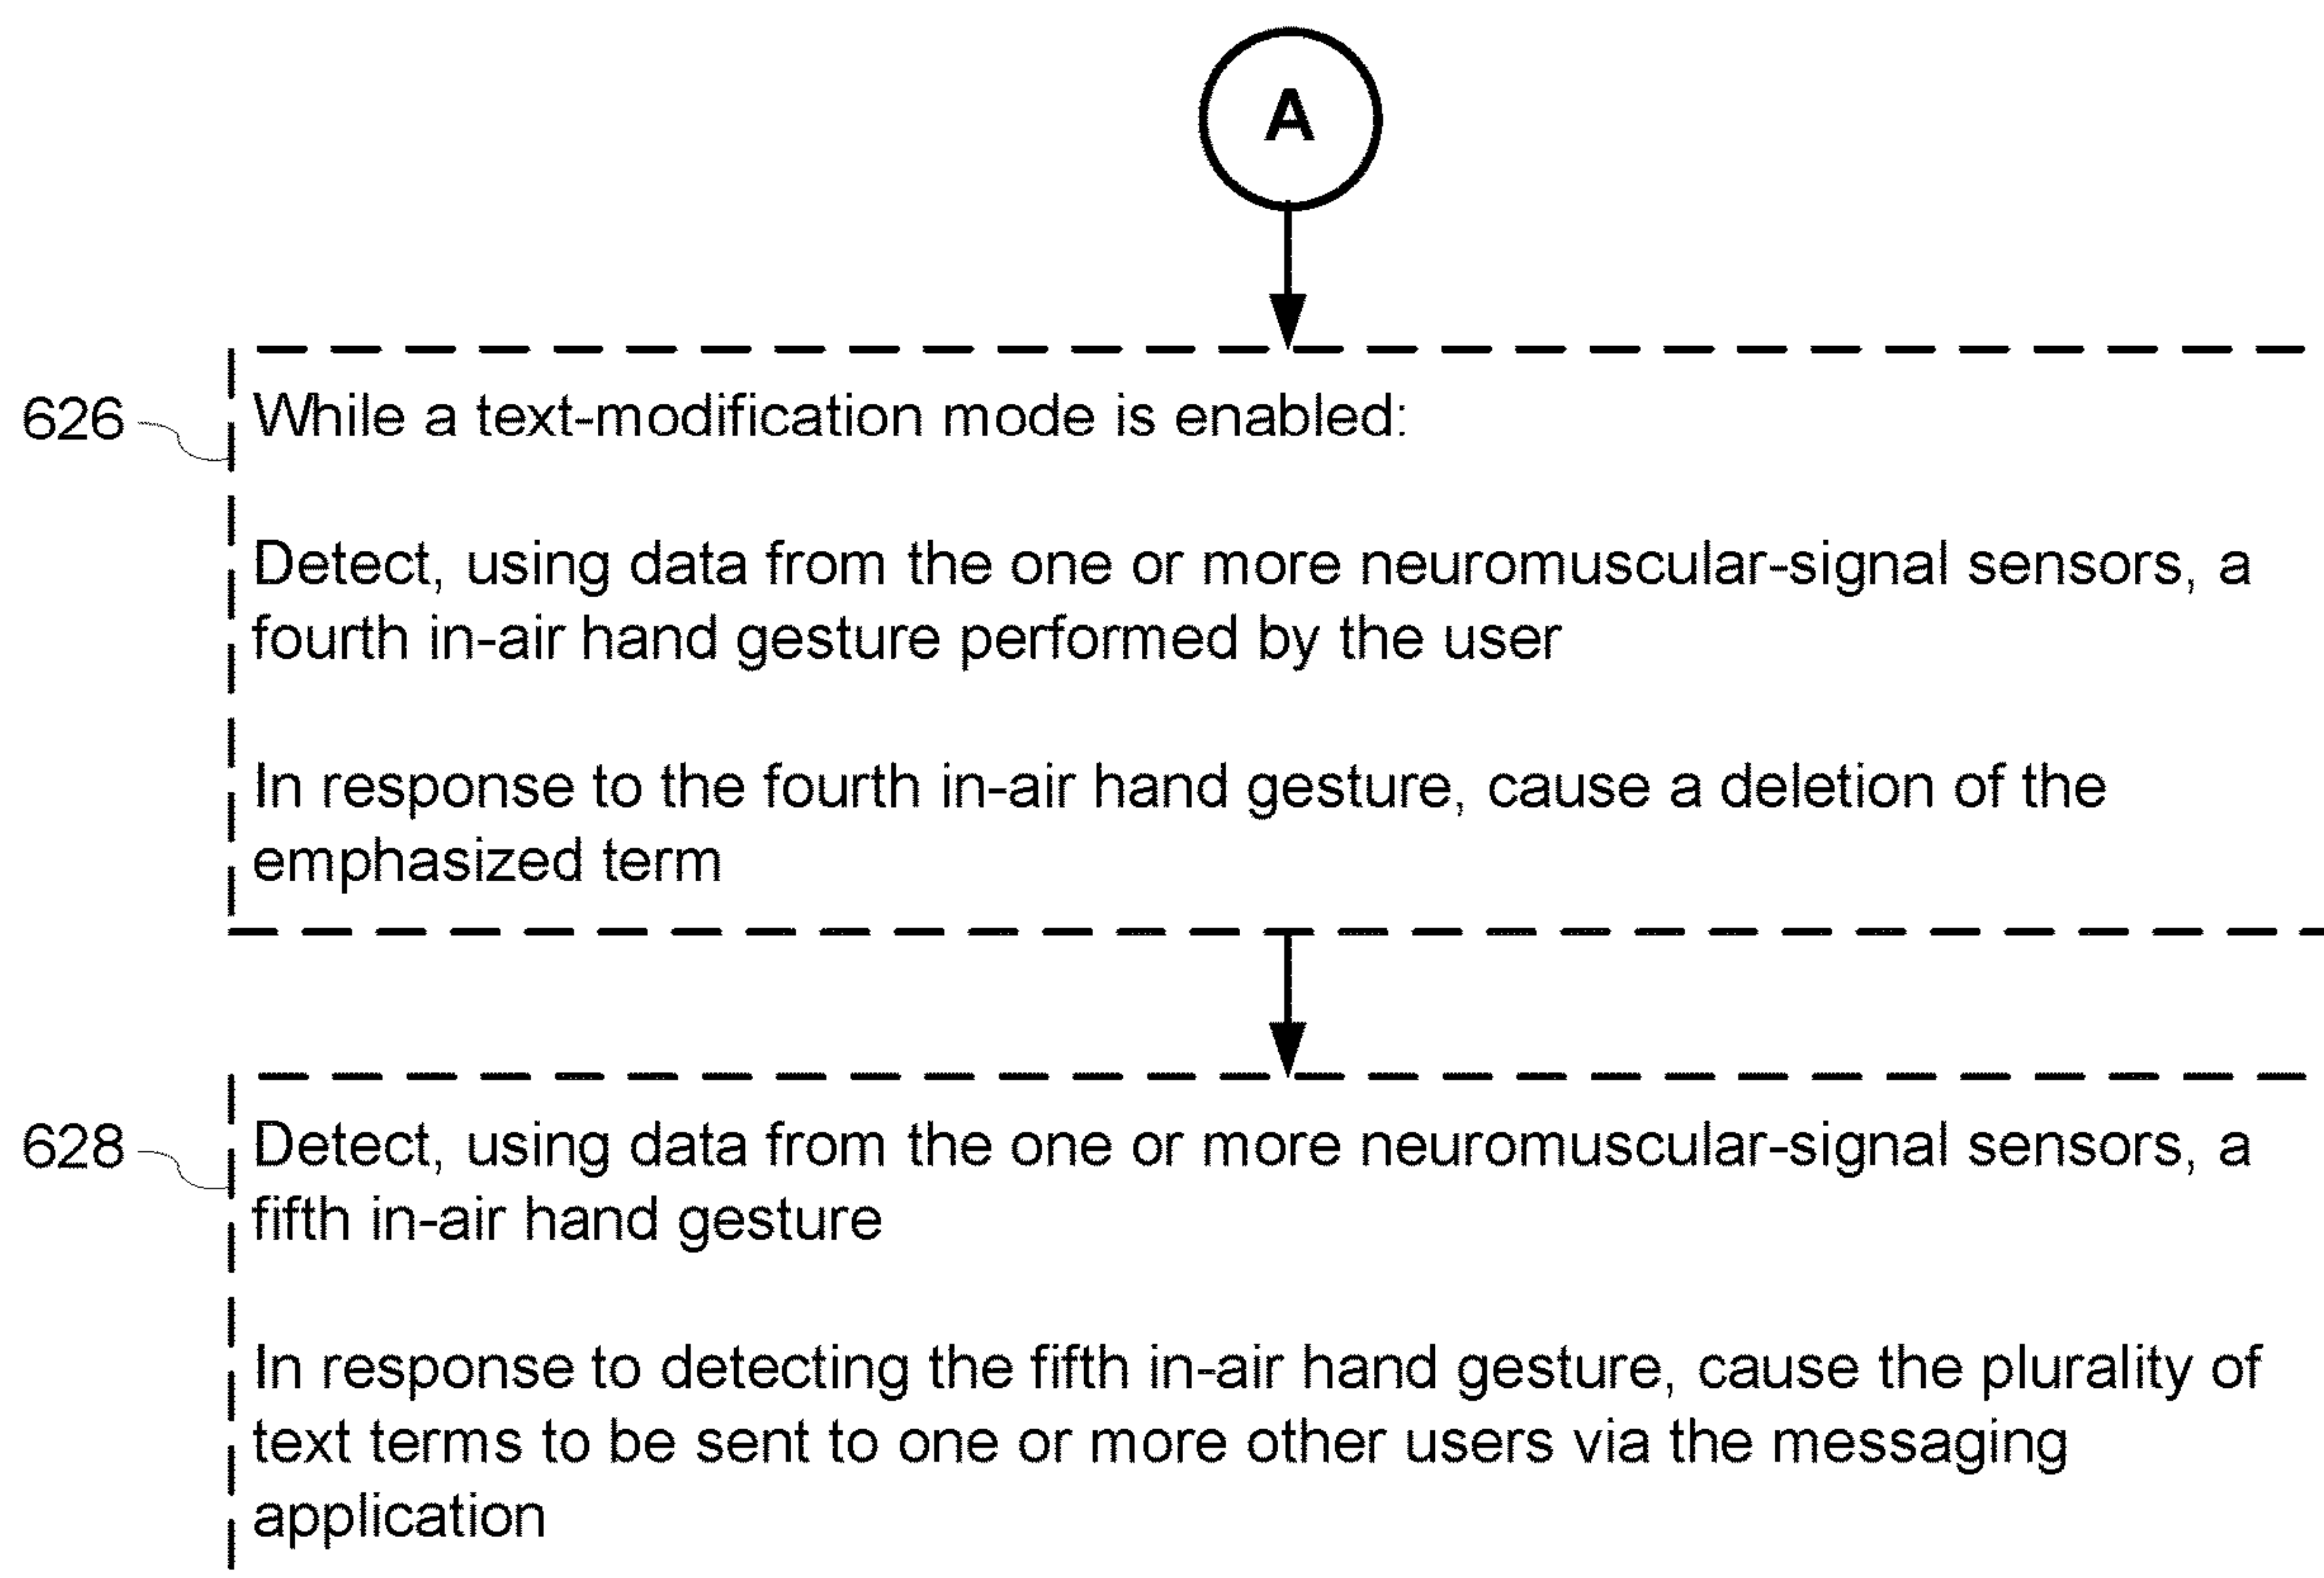 A
626
While a text-modification mode is enabled:
Detect, using data from the one or more neuromuscular-signal sensors, a
fourth in-air hand gesture performed by the user
In response to the fourth in-air hand gesture, cause a deletion of the
emphasized term
628
Detect, using data from the one or more neuromuscular-signal sensors, a
fifth in-air hand gesture
In response to detecting the fifth in-air hand gesture, cause the plurality of
text terms to be sent to one or more other users via the messaging
application